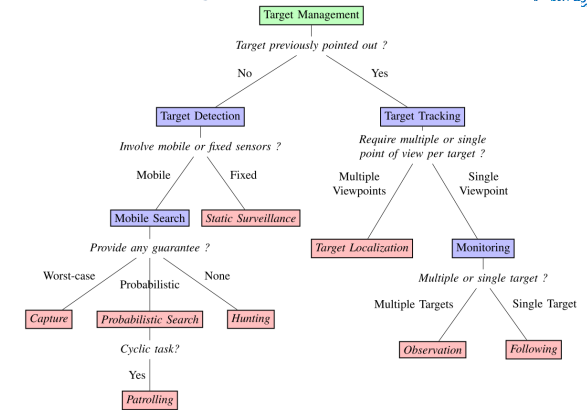 Target Management
Target previously pointed out ?
No
Yes
Target Detection
Target Tracking
Involve mobile or fixed sensors ?
Require multiple or single
point of view per target ?
Mobile
Fixed
Multiple
Viewpoints
Single
Viewpoint
Mobile Search
Static Surveillance
Target Localization
Monitoring
Provide any guarantee ?
Multiple or single target ?
Worst-case
Probabilistic
None
Multiple Targets
Single Target
Capture
Probabilistic Search
Hunting
Observation
Following
Cyclic task?
Yes
Patrolling